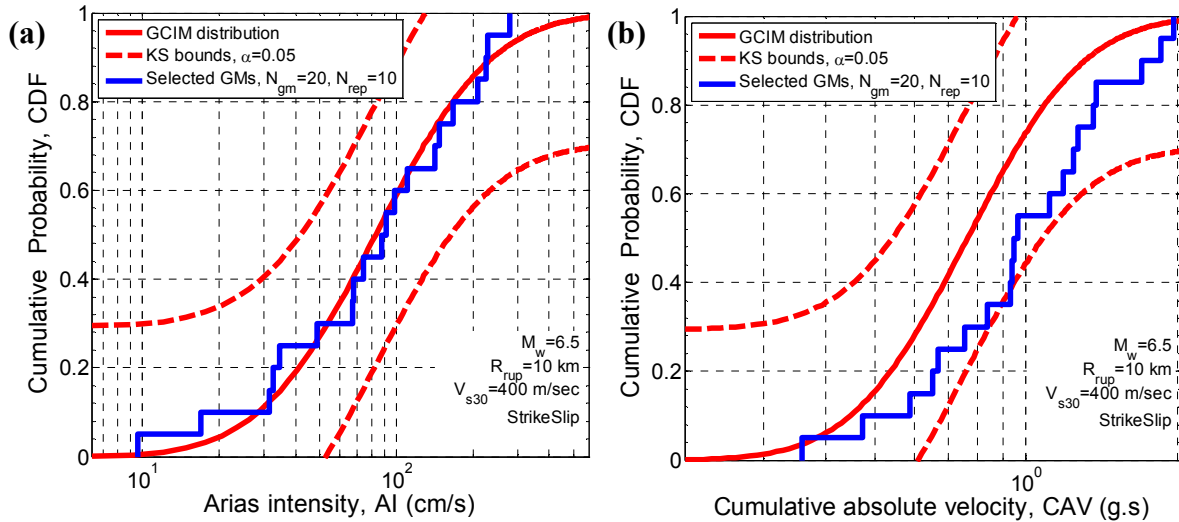 (a)
GCIM distribution
KS bounds, α=0.05
Selected GMs, N_gm=20, N_rep=10
Cumulative Probability, CDF
1
0.8
0.6
0.4
0.2
0
M_w=6.5
R_rup=10 km
V_s30=400 m/sec
StrikeSlip
10^1
10^2
Arias intensity, AI (cm/s)
(b)
GCIM distribution
KS bounds, α=0.05
Selected GMs, N_gm=20, N_rep=10
Cumulative Probability, CDF
1
0.8
0.6
0.4
0.2
0
M_w=6.5
R_rup=10 km
V_s30=400 m/sec
StrikeSlip
10^0
Cumulative absolute velocity, CAV (g.s)